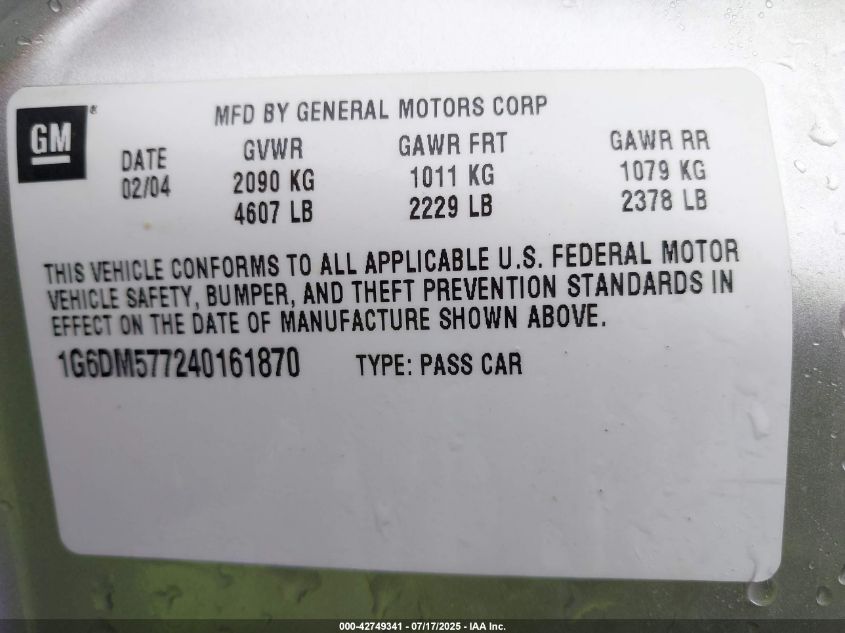 GM®
MFD BY GENERAL MOTORS CORP
DATE GVWR GAWR FRT GAWR RR
02/04 2090 KG 1011 KG 1079 KG
4607 LB 2229 LB 2378 LB
THIS VEHICLE CONFORMS TO ALL APPLICABLE U.S. FEDERAL MOTOR
VEHICLE SAFETY, BUMPER, AND THEFT PREVENTION STANDARDS IN
EFFECT ON THE DATE OF MANUFACTURE SHOWN ABOVE.
1G6DM577240161870 TYPE: PASS CAR
000-42749341 - 07/17/2025 - IAA Inc.